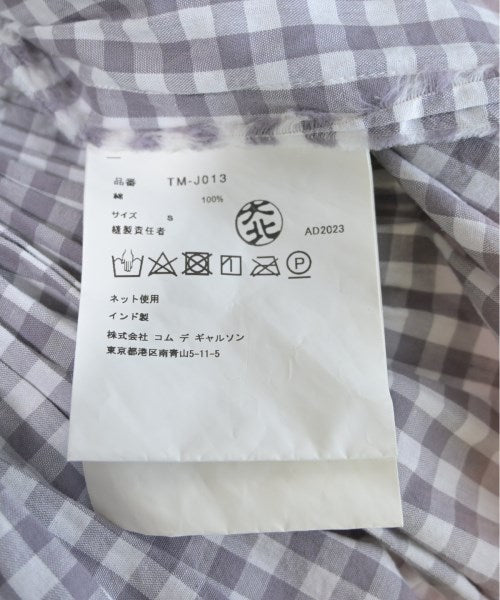 品番 TM-J013
綿 100%
サイズ S
縫製責任者 大北 AD2023
P
ネット使用
インド製
株式会社 コム デ ギャルソン
東京都港区南青山5-11-5